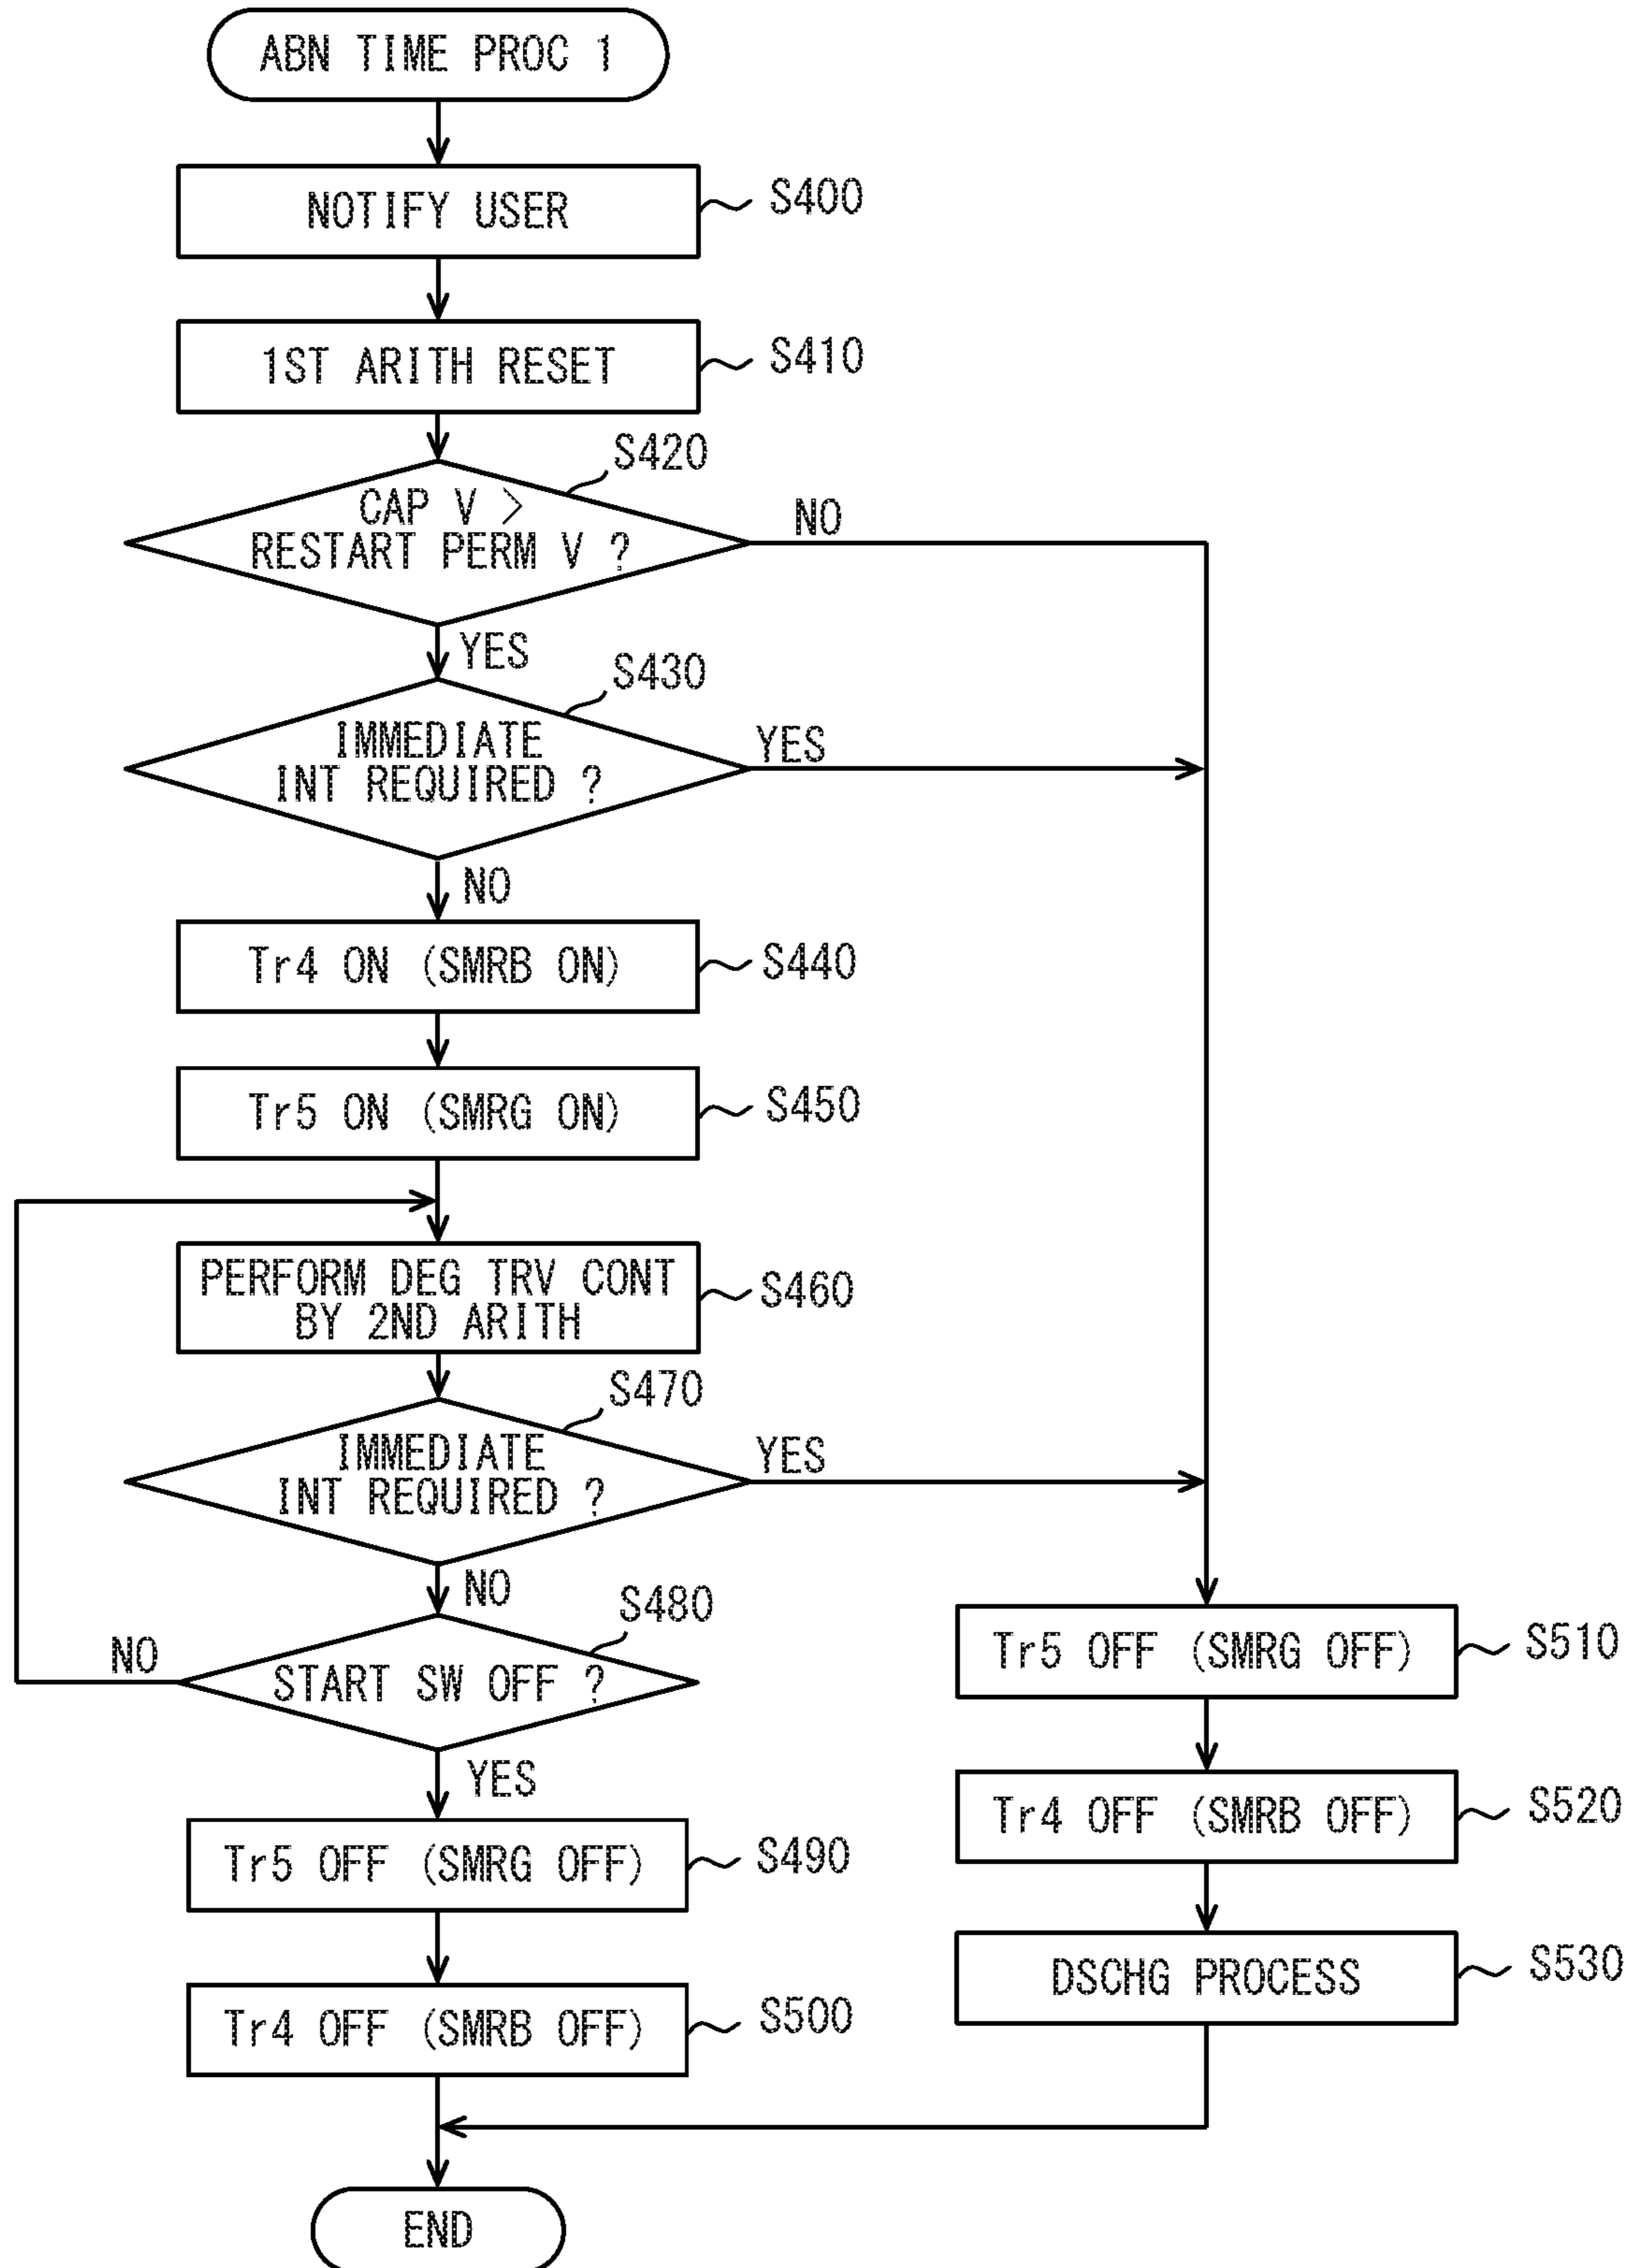 ABN TIME PROC 1
NOTIFY USER
S400
1ST ARITH RESET
S410
S420
CAP V >
RESTART PERM V ?
NO
YES
S430
IMMEDIATE
INT REQUIRED ?
YES
NO
Tr4 ON (SMRB ON)
S440
Tr5 ON (SMRG ON)
S450
PERFORM DEG TRV CONT
BY 2ND ARITH
S460
S470
IMMEDIATE
INT REQUIRED ?
YES
NO
S480
START SW OFF ?
NO
YES
Tr5 OFF (SMRG OFF)
S490
Tr4 OFF (SMRB OFF)
S500
Tr5 OFF (SMRG OFF)
S510
Tr4 OFF (SMRB OFF)
S520
DSCHG PROCESS
S530
END